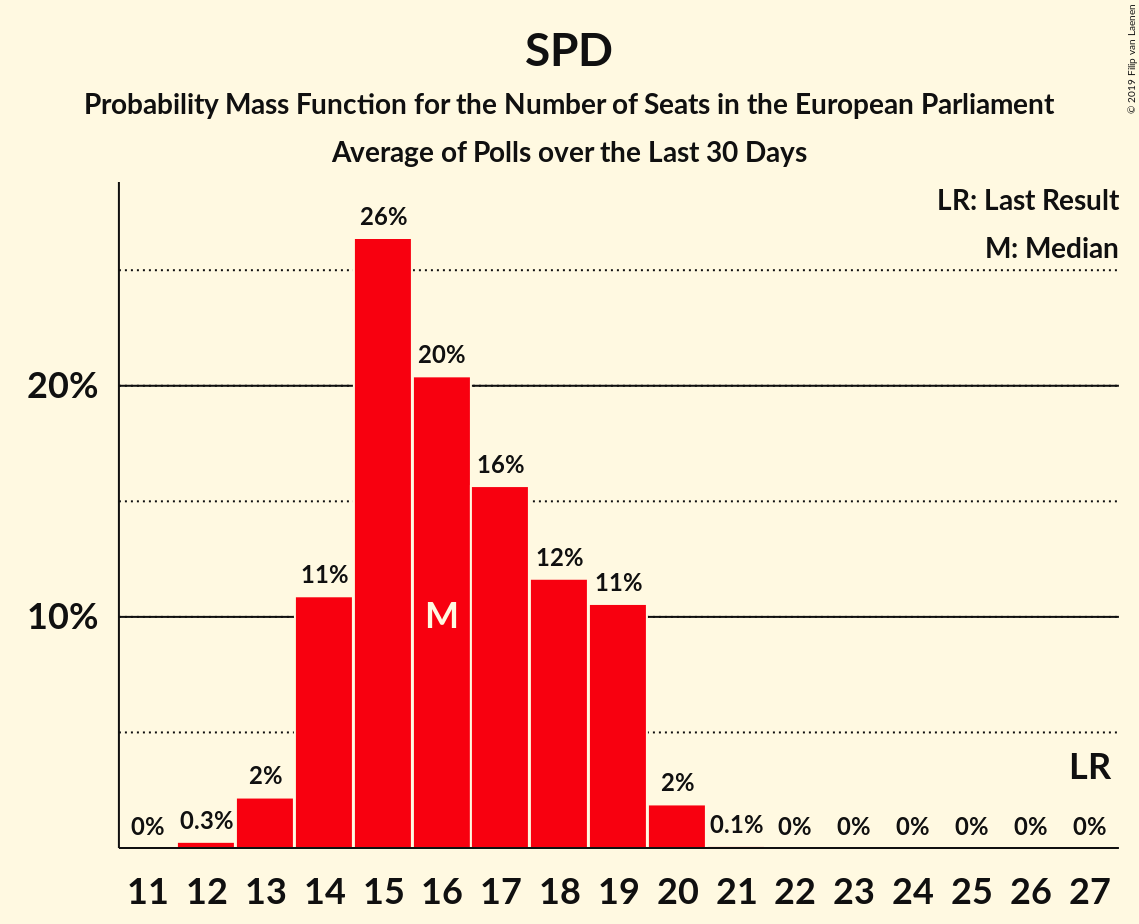 SPD
Probability Mass Function for the Number of Seats in the European Parliament
Average of Polls over the Last 30 Days
© 2019 Filip van Laenen
LR: Last Result
M: Median
26%
20%
20%
16%
12%
11%
11%
10%
M
LR
2%
2%
0%
0.3%
0.1%
0%
0%
0%
0%
0%
0%
11 12 13 14 15 16 17 18 19 20 21 22 23 24 25 26 27